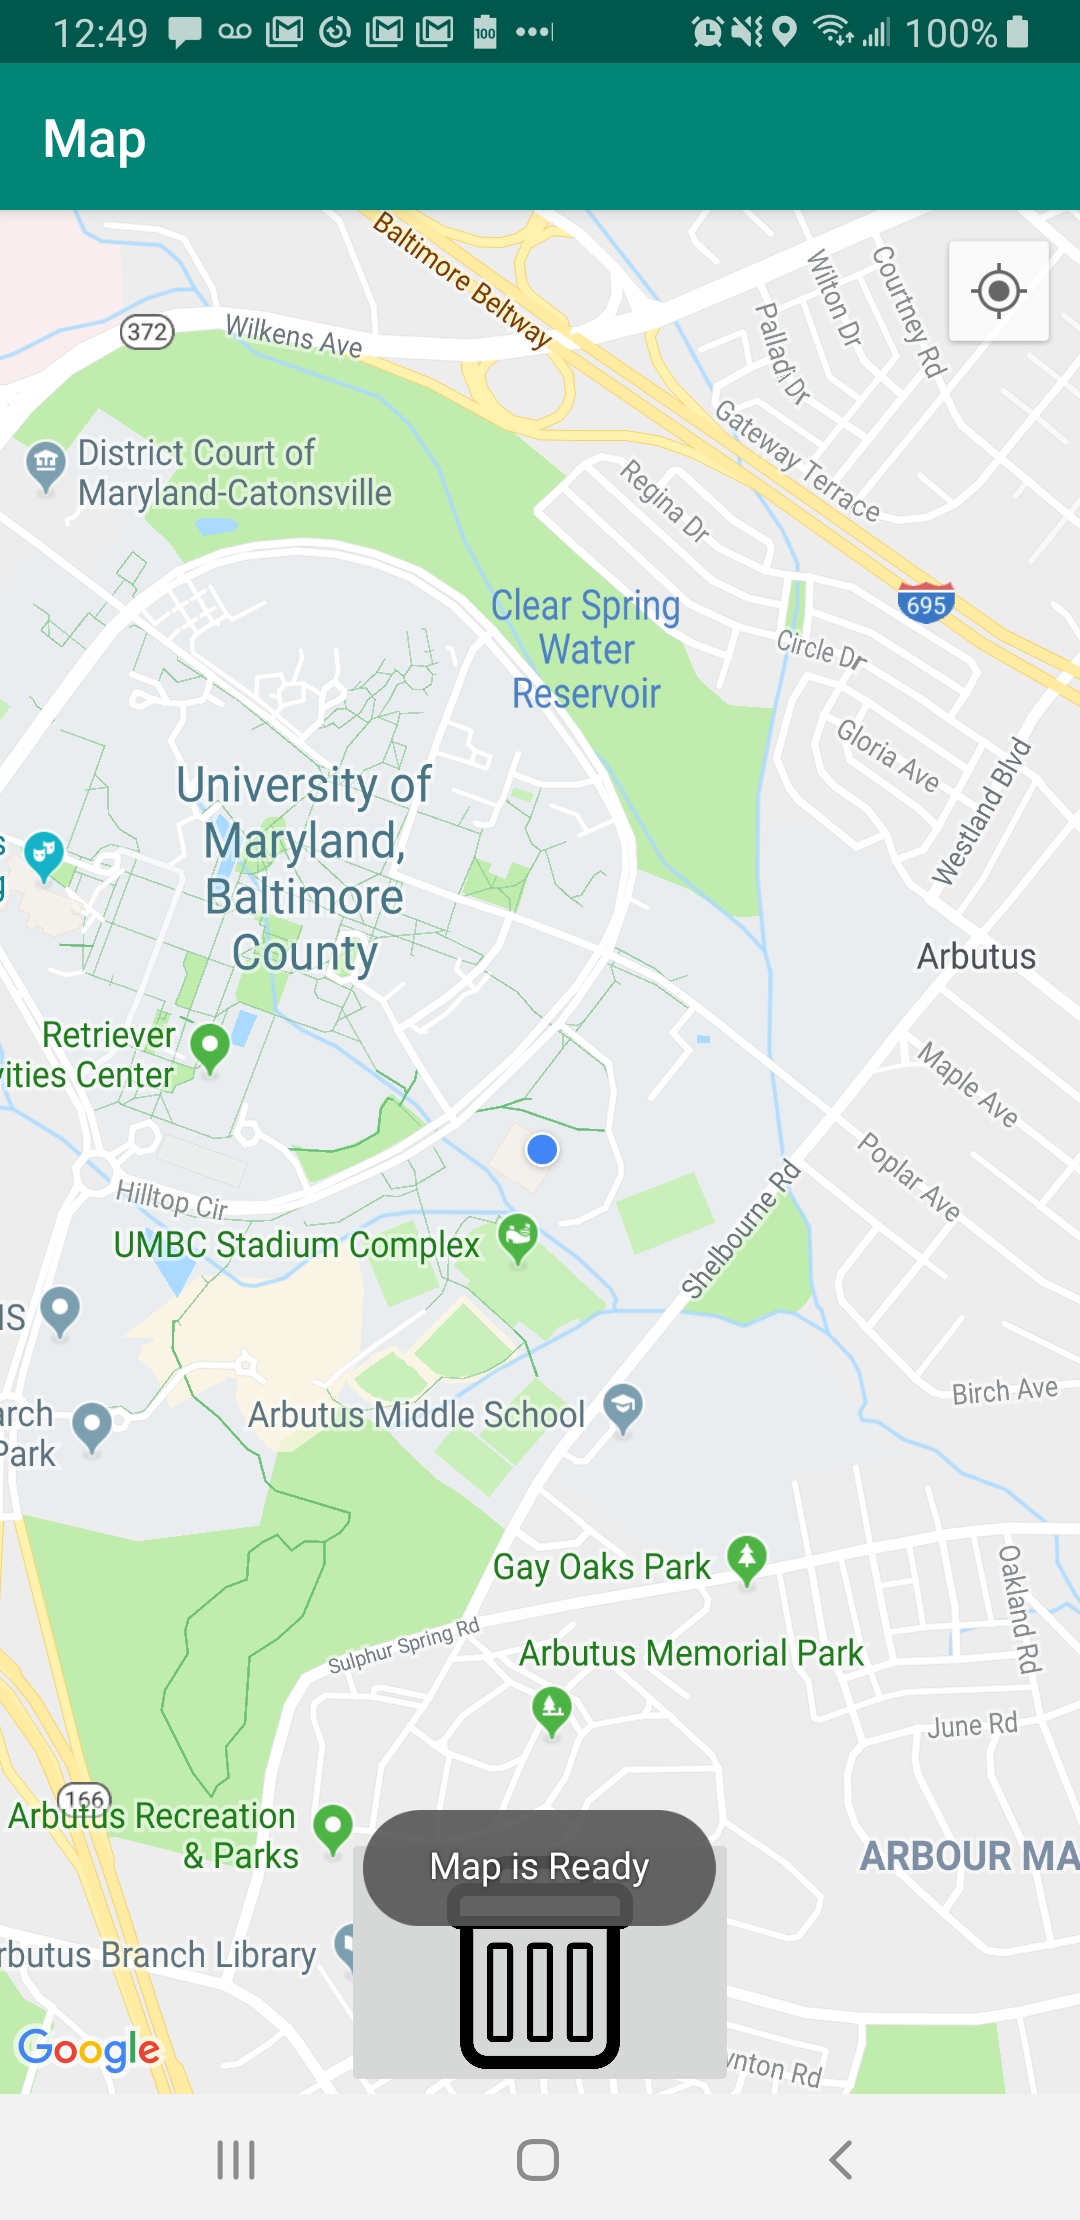 12:49
100
100%
Map
Baltimore Beltway
Wilton Dr
Courtney Rd
372
Wilkens Ave
Palladi Dr
Gateway Terrace
District Court of
Maryland-Catonsville
Regina Dr
Clear Spring
Water
Reservoir
695
Circle Dr
Gloria Ave
Westland Blvd
University of
Maryland,
Baltimore
County
s
g
Arbutus
Retriever
vities Center
Maple Ave
Poplar Ave
Hilltop Cir
Shelbourne Rd
UMBC Stadium Complex
IS
Birch Ave
arch
Park
Arbutus Middle School
Gay Oaks Park
Oakland Rd
Sulphur Spring Rd
Arbutus Memorial Park
June Rd
166
Arbutus Recreation
& Parks
Map is Ready
ARBOUR MA
rbutus Branch Library
Google
ynton Rd